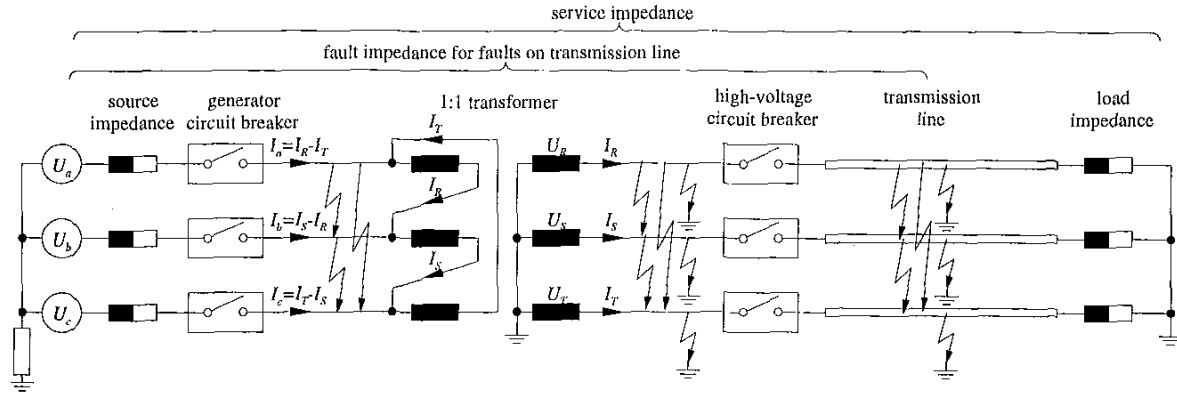 service impedance
fault impedance for faults on transmission line
source
impedance
generator
circuit breaker
1:1 transformer
high-voltage
circuit breaker
transmission
line
load
impedance
I_T
U_a
I_a=I_R-I_T
U_R
I_R
I_R
U_b
I_b=I_S-I_R
U_S
I_S
I_S
U_c
I_c=I_T-I_S
U_T
I_T